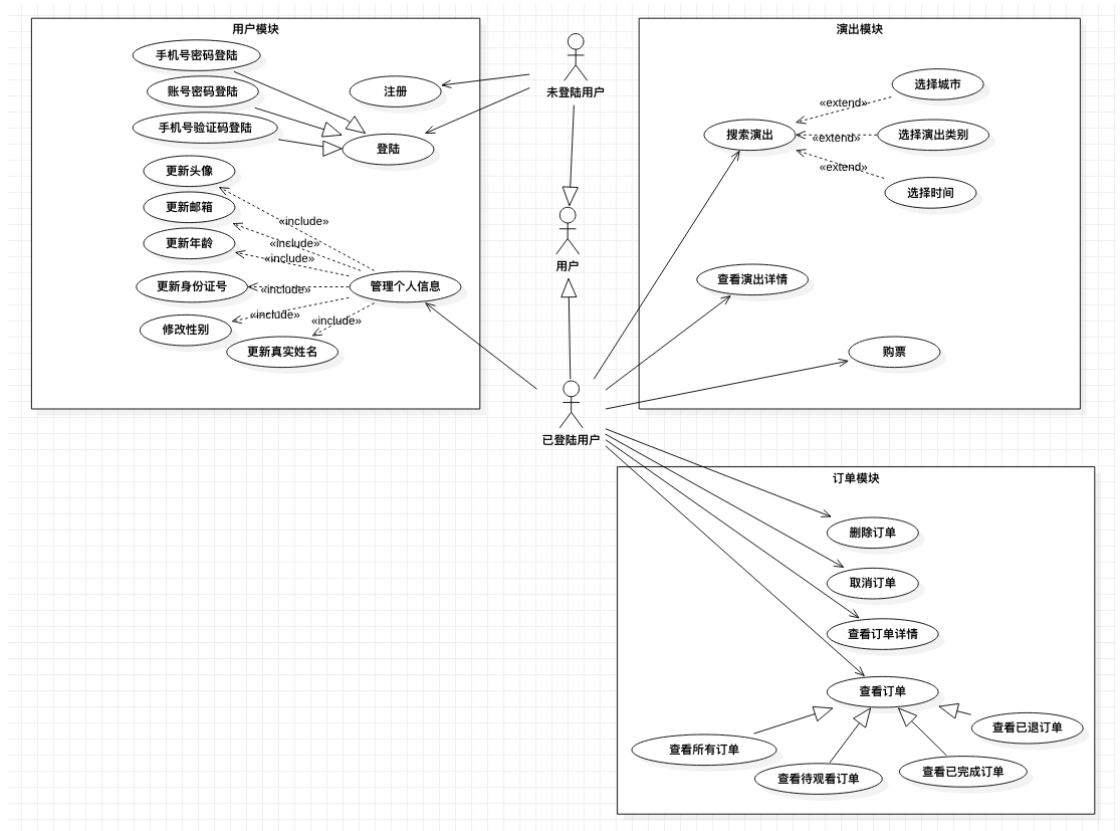 用户模块
手机号密码登陆
账号密码登陆
手机号验证码登陆
注册
登陆
更新头像
更新邮箱
更新年龄
更新身份证号
修改性别
更新真实姓名
«include»
«include»
«include»
«include»
«include»
«include»
管理个人信息
未登陆用户
用户
已登陆用户
演出模块
选择城市
«extend»
搜索演出
«extend»
选择演出类别
«extend»
选择时间
查看演出详情
购票
订单模块
删除订单
取消订单
查看订单详情
查看订单
查看已退订单
查看所有订单
查看待观看订单
查看已完成订单